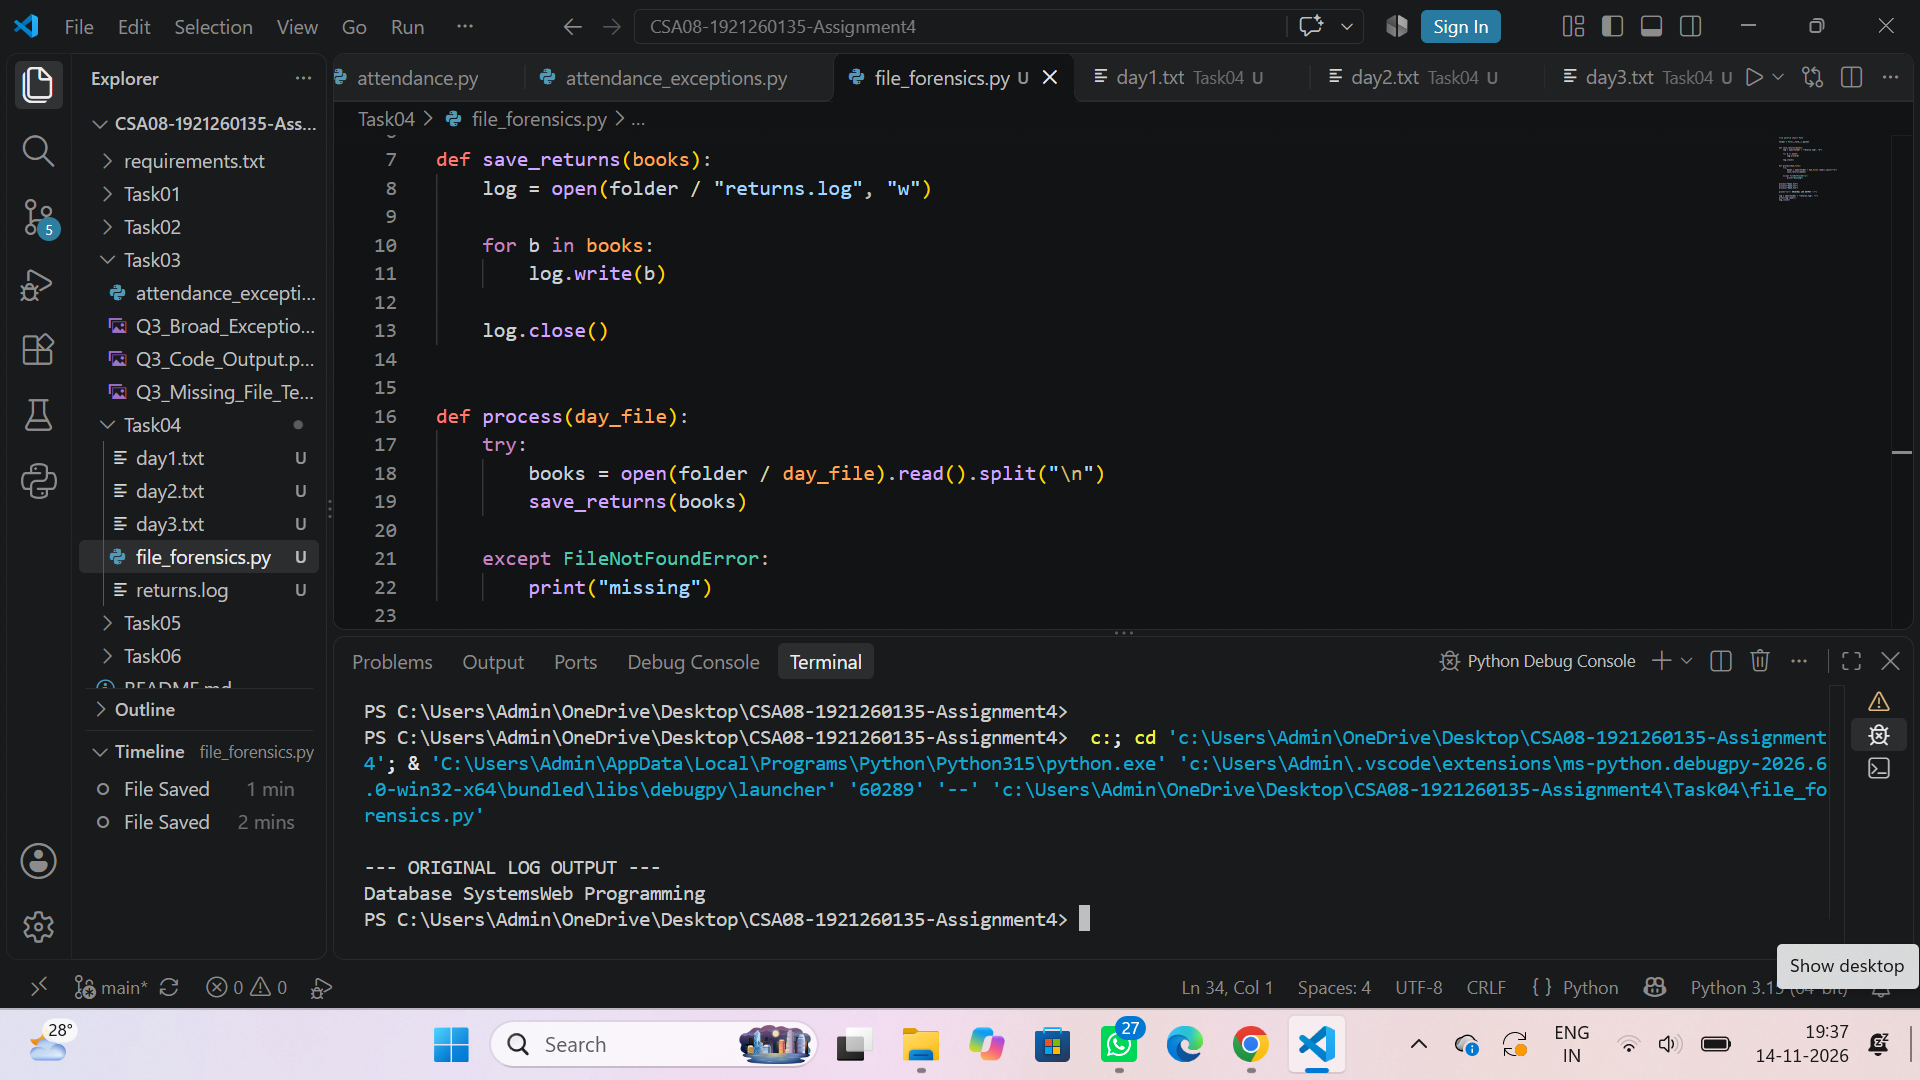 File Edit Selection View Go Run ···
CSA08-1921260135-Assignment4
Sign In
Explorer ···
CSA08-1921260135-Ass...
requirements.txt
Task01
Task02
Task03
attendance_excepti...
Q3_Broad_Exceptio...
Q3_Code_Output.p...
Q3_Missing_File_Te...
Task04
day1.txt U
day2.txt U
day3.txt U
file_forensics.py U
returns.log U
Task05
Task06
README.md
Outline
Timeline file_forensics.py
File Saved 1 min
File Saved 2 mins
5
attendance.py
attendance_exceptions.py
file_forensics.py U
day1.txt Task04 U
day2.txt Task04 U
day3.txt Task04 U
Task04 > file_forensics.py > ...
7 def save_returns(books):
8 log = open(folder / "returns.log", "w")
9
10 for b in books:
11 log.write(b)
12
13 log.close()
14
15
16 def process(day_file):
17 try:
18 books = open(folder / day_file).read().split("\n")
19 save_returns(books)
20
21 except FileNotFoundError:
22 print("missing")
23
Problems Output Ports Debug Console Terminal
Python Debug Console
PS C:\Users\Admin\OneDrive\Desktop\CSA08-1921260135-Assignment4>
PS C:\Users\Admin\OneDrive\Desktop\CSA08-1921260135-Assignment4> c:; cd 'c:\Users\Admin\OneDrive\Desktop\CSA08-1921260135-Assignment
4'; & 'C:\Users\Admin\AppData\Local\Programs\Python\Python315\python.exe' 'c:\Users\Admin\.vscode\extensions\ms-python.debugpy-2026.6
.0-win32-x64\bundled\libs\debugpy\launcher' '60289' '--' 'c:\Users\Admin\OneDrive\Desktop\CSA08-1921260135-Assignment4\Task04\file_fo
rensics.py'
--- ORIGINAL LOG OUTPUT ---
Database SystemsWeb Programming
PS C:\Users\Admin\OneDrive\Desktop\CSA08-1921260135-Assignment4>
Show desktop
main* 0 0
Ln 34, Col 1 Spaces: 4 UTF-8 CRLF { } Python
28°
Search
27
ENG
IN
19:37
14-11-2026